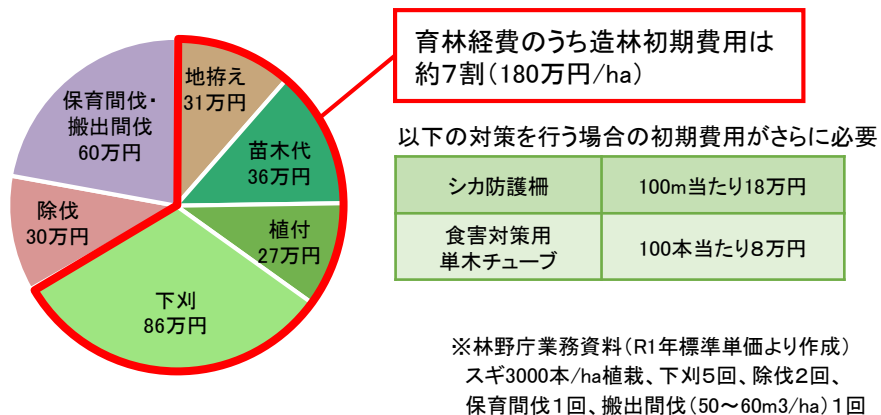 育林経費のうち造林初期費用は
約7割(180万円/ha)
地拵え
31万円
苗木代
36万円
植付
27万円
下刈
86万円
除伐
30万円
保育間伐・
搬出間伐
60万円
以下の対策を行う場合の初期費用がさらに必要
シカ防護柵
100m当たり18万円
食害対策用
単木チューブ
100本当たり8万円
※林野庁業務資料(R1年標準単価より作成)
スギ3000本/ha植栽、下刈5回、除伐2回、
保育間伐1回、搬出間伐(50~60m3/ha)1回